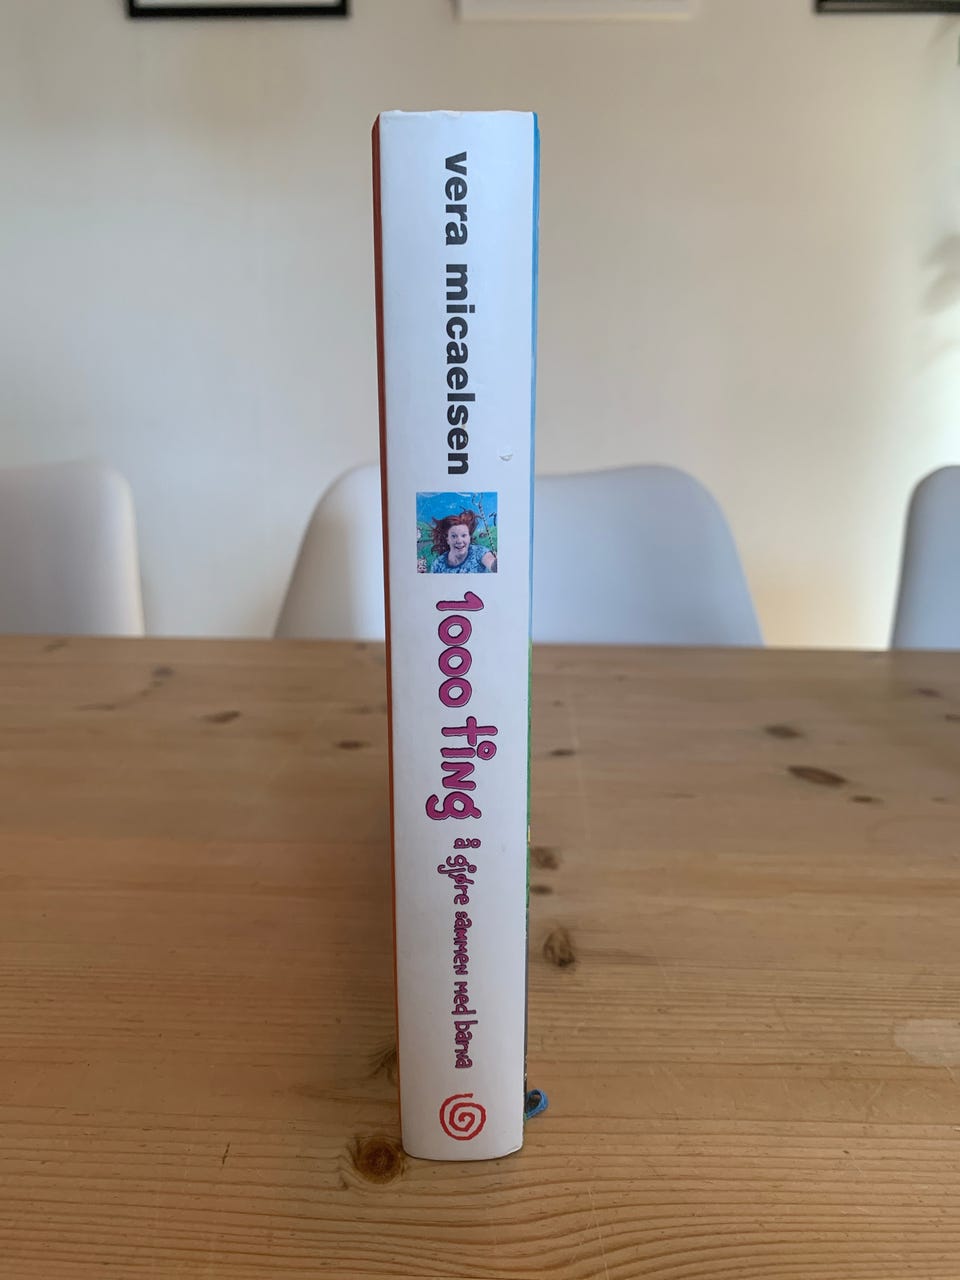 vera micaelsen
1000 ting
å gjøre sammen med barna